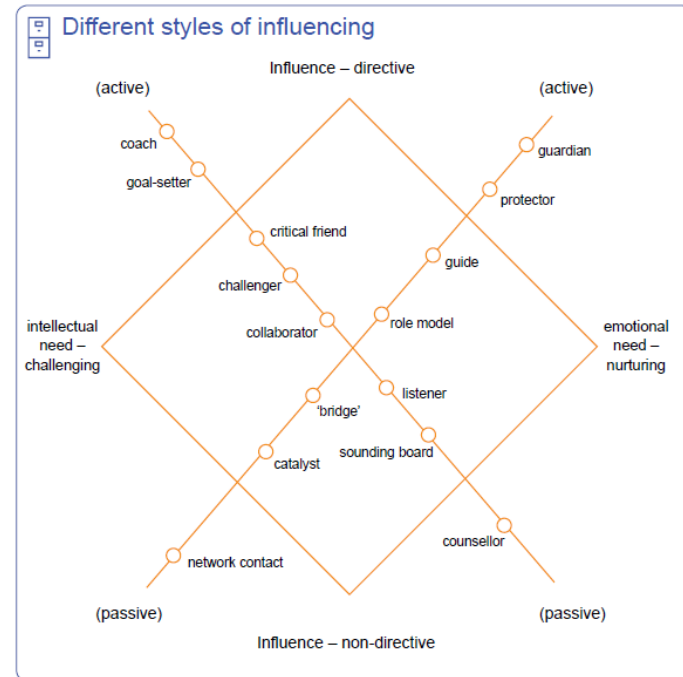 Different styles of influencing
Influence – directive
(active)
(active)
coach
guardian
goal-setter
protector
critical friend
guide
challenger
role model
collaborator
intellectual
need –
challenging
emotional
need –
nurturing
listener
'bridge'
sounding board
catalyst
counsellor
network contact
(passive)
(passive)
Influence – non-directive